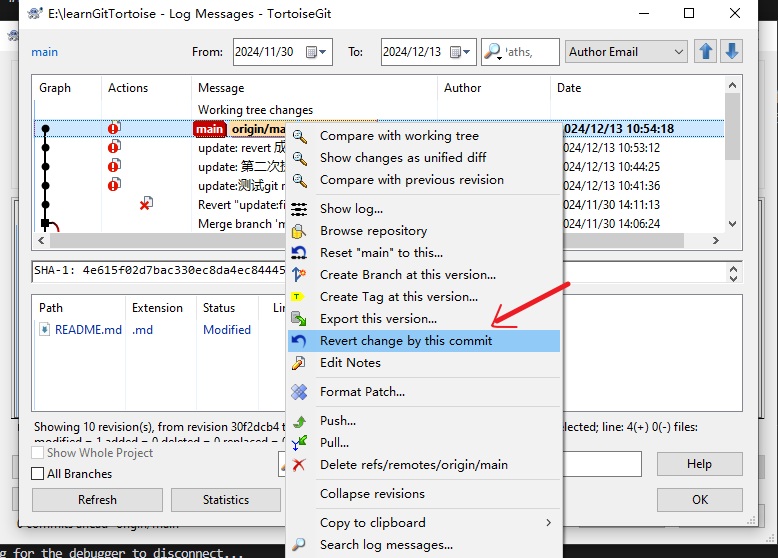 E:\learnGitTortoise - Log Messages - TortoiseGit
main From: 2024/11/30 To: 2024/12/13 Author Email
Graph Actions Message Author Date
Working tree changes
main origin/ma 2024/12/13 10:54:18
update: revert 2024/12/13 10:53:12
update: 第二次 2024/12/13 10:44:25
update:测试git 2024/12/13 10:41:36
Revert "update:fi 2024/11/30 14:11:13
Merge branch 'm 2024/11/30 14:06:24
SHA-1: 4e615f02d7bac330ec8da4ec84445
Path Extension Status
README.md .md Modified
Compare with working tree
Show changes as unified diff
Compare with previous revision
Show log...
Browse repository
Reset "main" to this...
Create Branch at this version...
Create Tag at this version...
Export this version...
Revert change by this commit
Edit Notes
Format Patch...
Push...
Pull...
Delete refs/remotes/origin/main
Collapse revisions
Copy to clipboard
Search log messages...
Showing 10 revision(s), from revision 30f2dcb4 line: 4(+) 0(-) files:
modified = 1 added = 0 deleted = 0 replaced = 0
Show Whole Project
All Branches
Help
Refresh Statistics OK
for the debugger to disconnect...